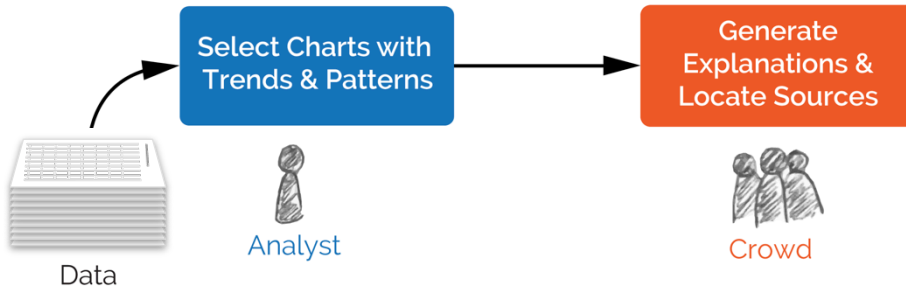 Select Charts with
Trends & Patterns
Generate
Explanations &
Locate Sources
Data
Analyst
Crowd